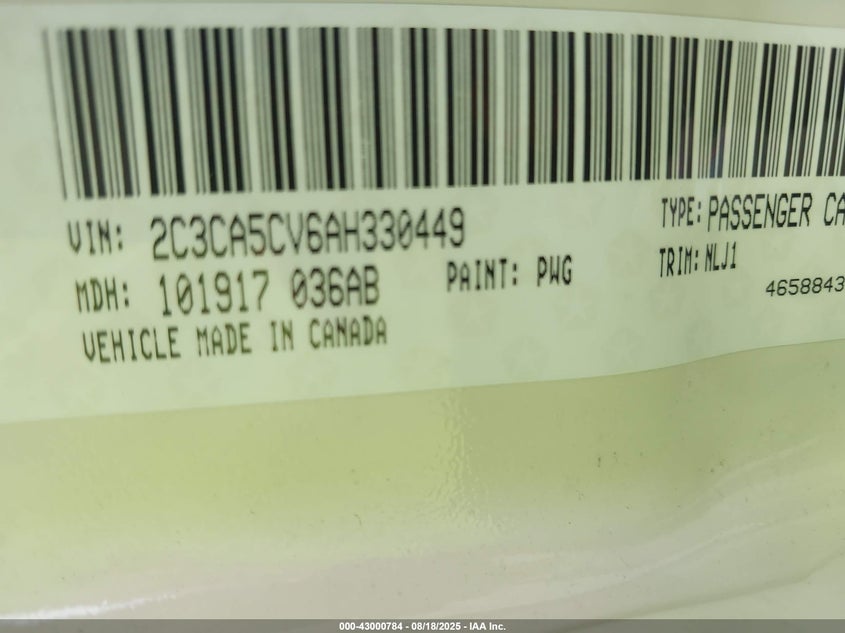 VIN: 2C3CA5CV6AH330449
TYPE: PASSENGER CA
MDH: 101917 036AB
PAINT: PWG
TRIM: NLJ1
4658843
VEHICLE MADE IN CANADA
000-43000784 - 08/18/2025 - IAA Inc.